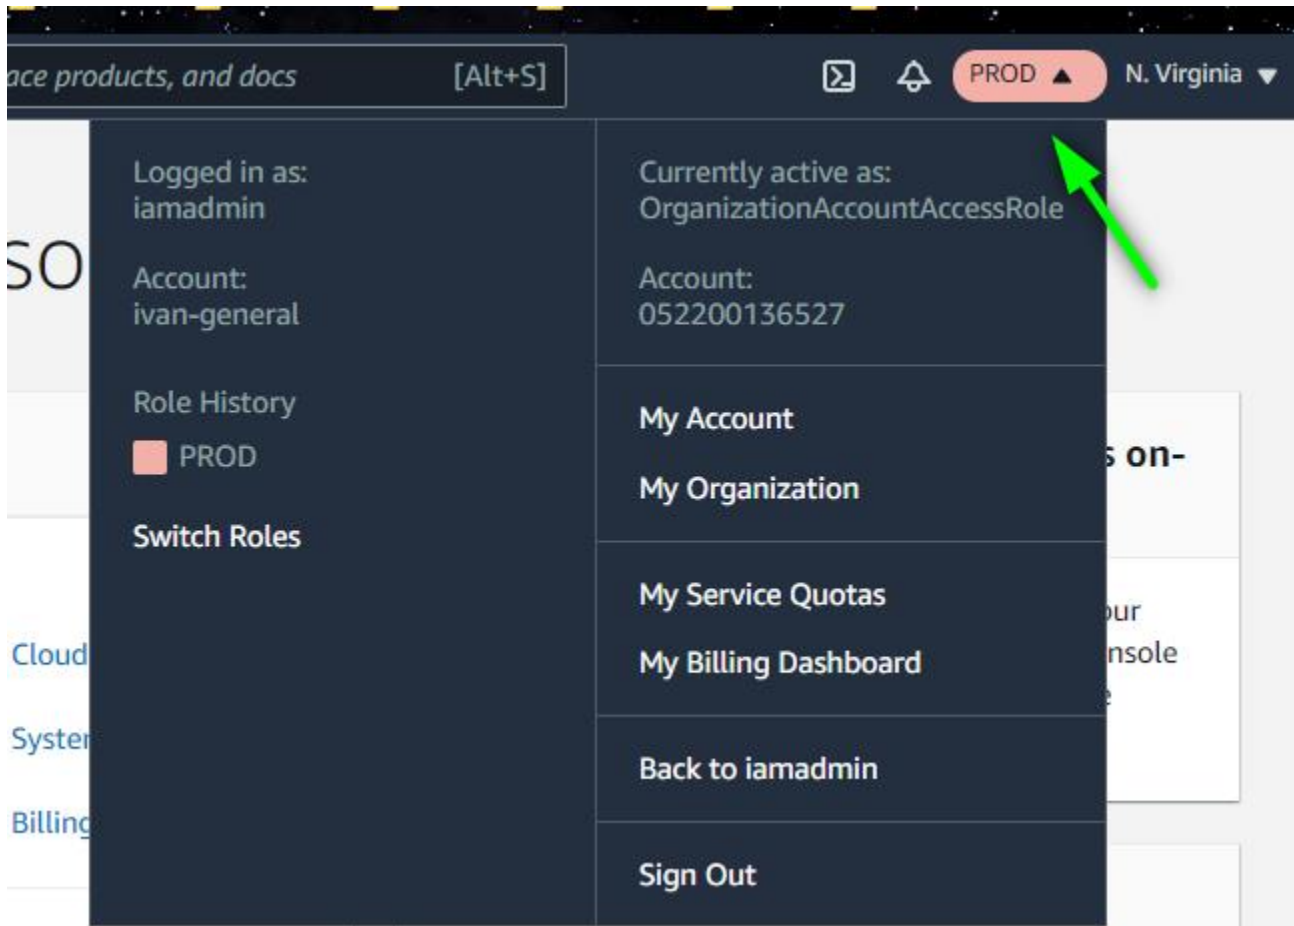 ace products, and docs [Alt+S] PROD ▲ N. Virginia ▼
Logged in as:
iamadmin
Account:
ivan-general
Role History
PROD
Switch Roles
Currently active as:
OrganizationAccountAccessRole
Account:
052200136527
My Account
My Organization
My Service Quotas
My Billing Dashboard
Back to iamadmin
Sign Out
so
Cloud
System
Billing
s on-
our
nsole
e